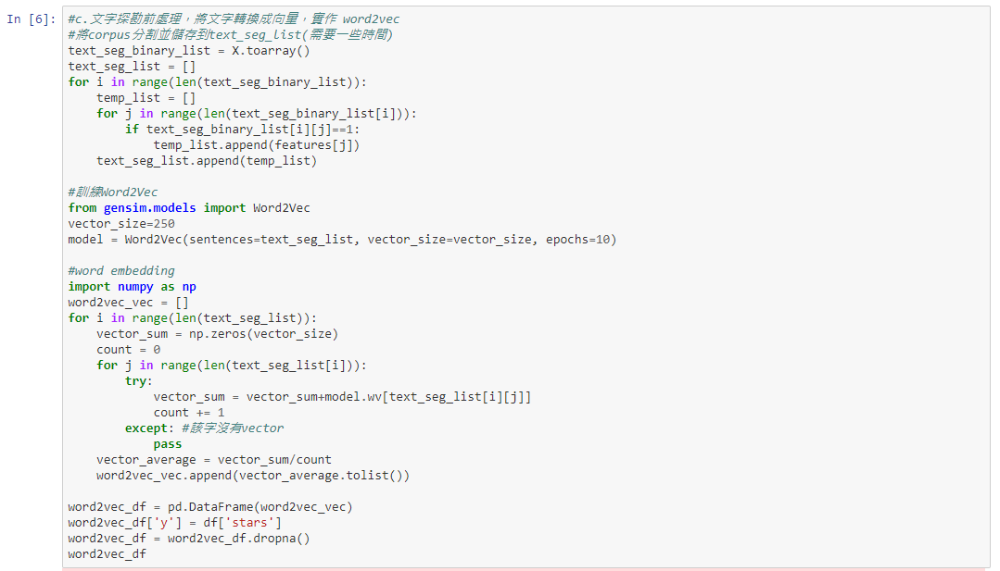 In [6]: #c.文字探勘前處理，將文字轉換成向量，實作 word2vec
#將corpus分割並儲存到text_seg_list(需要一些時間)
text_seg_binary_list = X.toarray()
text_seg_list = []
for i in range(len(text_seg_binary_list)):
    temp_list = []
    for j in range(len(text_seg_binary_list[i])):
        if text_seg_binary_list[i][j]==1:
            temp_list.append(features[j])
    text_seg_list.append(temp_list)

#訓練Word2Vec
from gensim.models import Word2Vec
vector_size=250
model = Word2Vec(sentences=text_seg_list, vector_size=vector_size, epochs=10)

#word embedding
import numpy as np
word2vec_vec = []
for i in range(len(text_seg_list)):
    vector_sum = np.zeros(vector_size)
    count = 0
    for j in range(len(text_seg_list[i])):
        try:
            vector_sum = vector_sum+model.wv[text_seg_list[i][j]]
            count += 1
        except: #該字沒有vector
            pass
    vector_average = vector_sum/count
    word2vec_vec.append(vector_average.tolist())

word2vec_df = pd.DataFrame(word2vec_vec)
word2vec_df['y'] = df['stars']
word2vec_df = word2vec_df.dropna()
word2vec_df